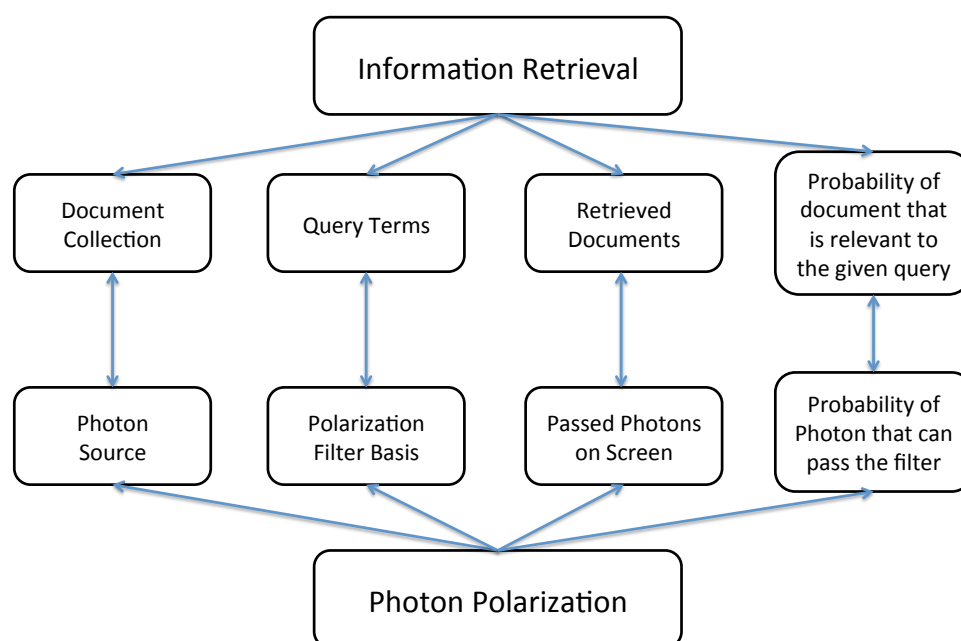 Information Retrieval
Document
Collection
Query Terms
Retrieved
Documents
Probability of
document that
is relevant to
the given query
Photon
Source
Polarization
Filter Basis
Passed Photons
on Screen
Probability of
Photon that can
pass the filter
Photon Polarization